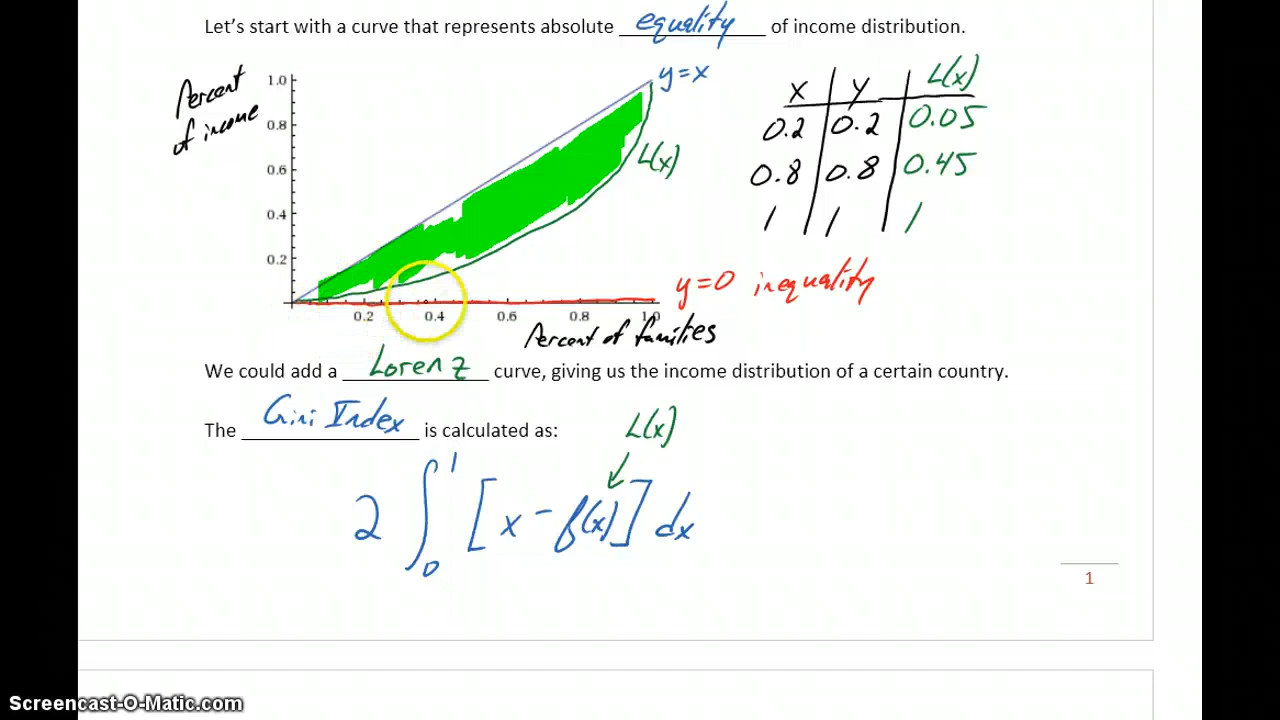 Let's start with a curve that represents absolute equality of income distribution.
Percent
of income
1.0
0.8
0.6
0.4
0.2
y=x
L(x)
0.2 0.4 0.6 0.8 1.0
Percent of families
y=0 inequality
x y L(x)
0.2 0.2 0.05
0.8 0.8 0.45
1 1 1
We could add a Lorenz curve, giving us the income distribution of a certain country.
The Gini Index is calculated as:
L(x)
2 ∫₀¹ [x - f(x)] dx
1
Screencast-O-Matic.com